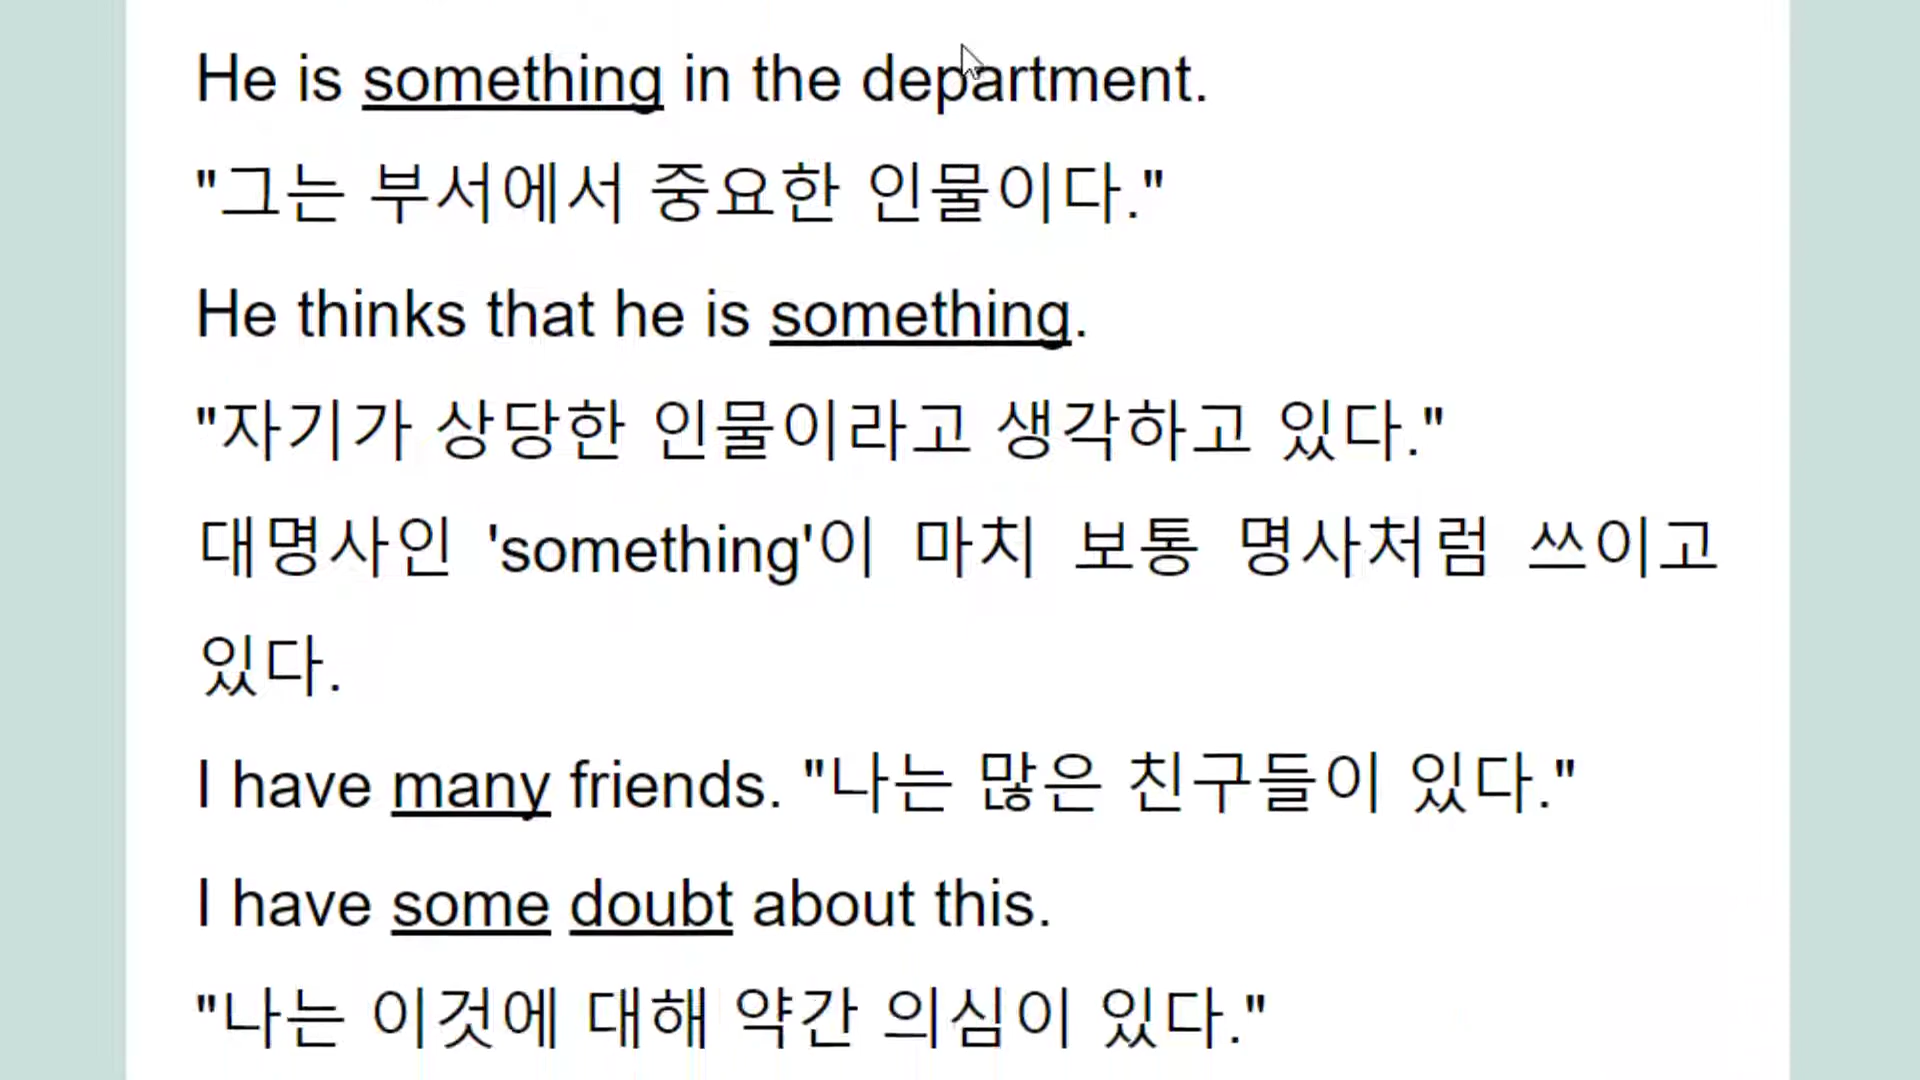 He is something in the department.
"그는 부서에서 중요한 인물이다."
He thinks that he is something.
"자기가 상당한 인물이라고 생각하고 있다."
대명사인 'something'이 마치 보통 명사처럼 쓰이고
있다.
I have many friends. "나는 많은 친구들이 있다."
I have some doubt about this.
"나는 이것에 대해 약간 의심이 있다."